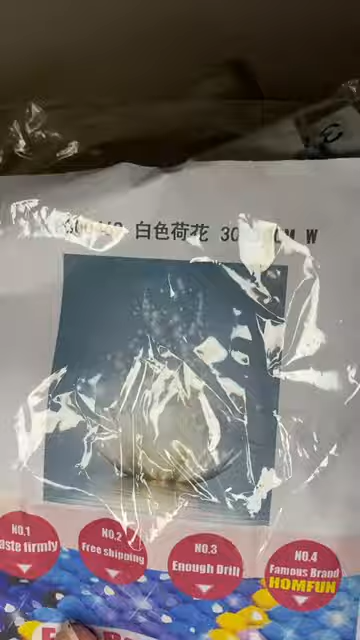 白色荷花
W
NO.1
aste firmly
NO.2
Free shipping
NO.3
Enough Drill
NO.4
Famous Brand
HOMFUN